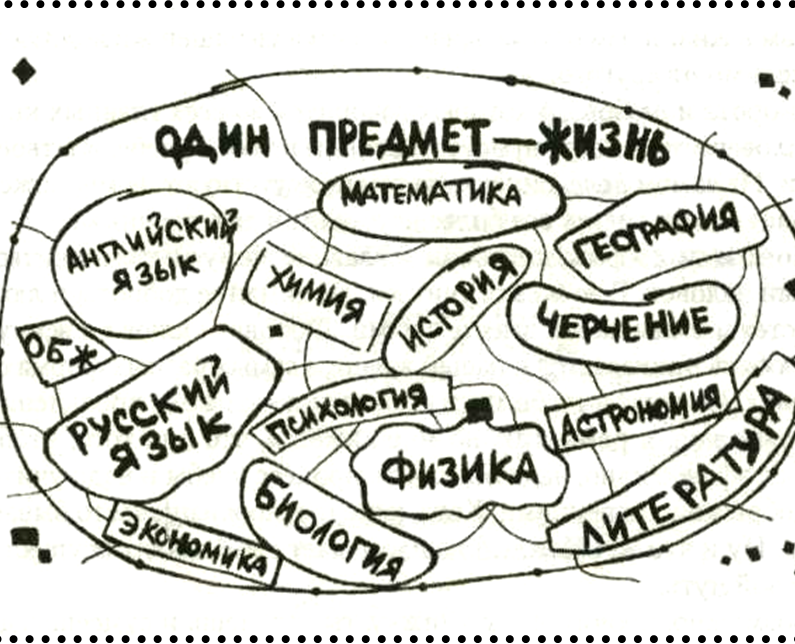 ОДИН ПРЕДМЕТ—ЖИЗНЬ
МАТЕМАТИКА
ГЕОГРАФИЯ
АНГЛИЙСКИЙ
ЯЗЫК
ХИМИЯ
ИСТОРИЯ
ЧЕРЧЕНИЕ
ОБЖ
РУССКИЙ
ЯЗЫК
ПСИХОЛОГИЯ
АСТРОНОМИЯ
ФИЗИКА
ЛИТЕРАТУРА
БИОЛОГИЯ
ЭКОНОМИКА